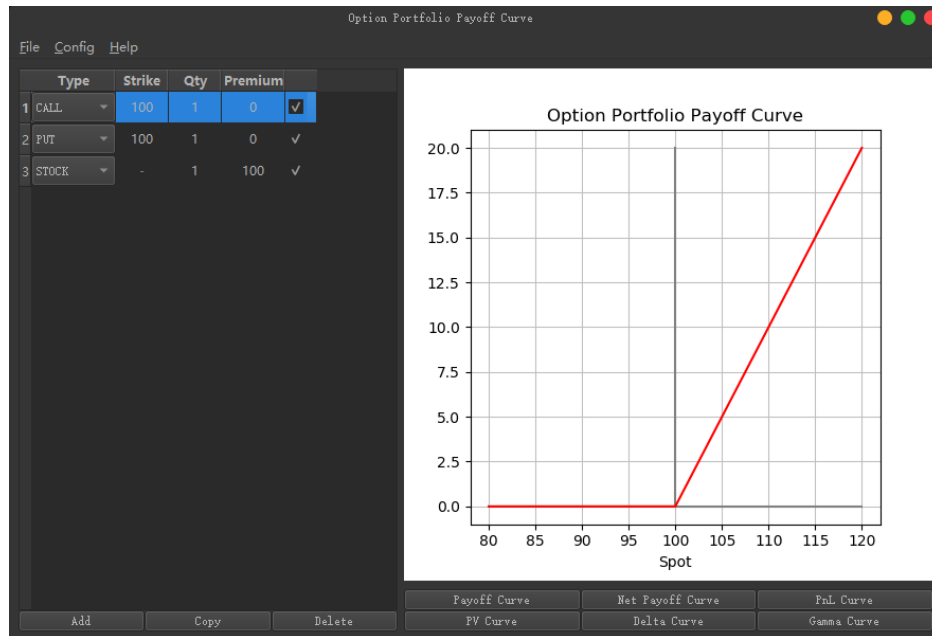 Option Portfolio Payoff Curve
File Config Help
Type Strike Qty Premium
1 CALL 100 1 0
2 PUT 100 1 0
3 STOCK - 1 100
Option Portfolio Payoff Curve
20.0
17.5
15.0
12.5
10.0
7.5
5.0
2.5
0.0
80 85 90 95 100 105 110 115 120
Spot
Payoff Curve Net Payoff Curve PnL Curve
Add Copy Delete PV Curve Delta Curve Gamma Curve